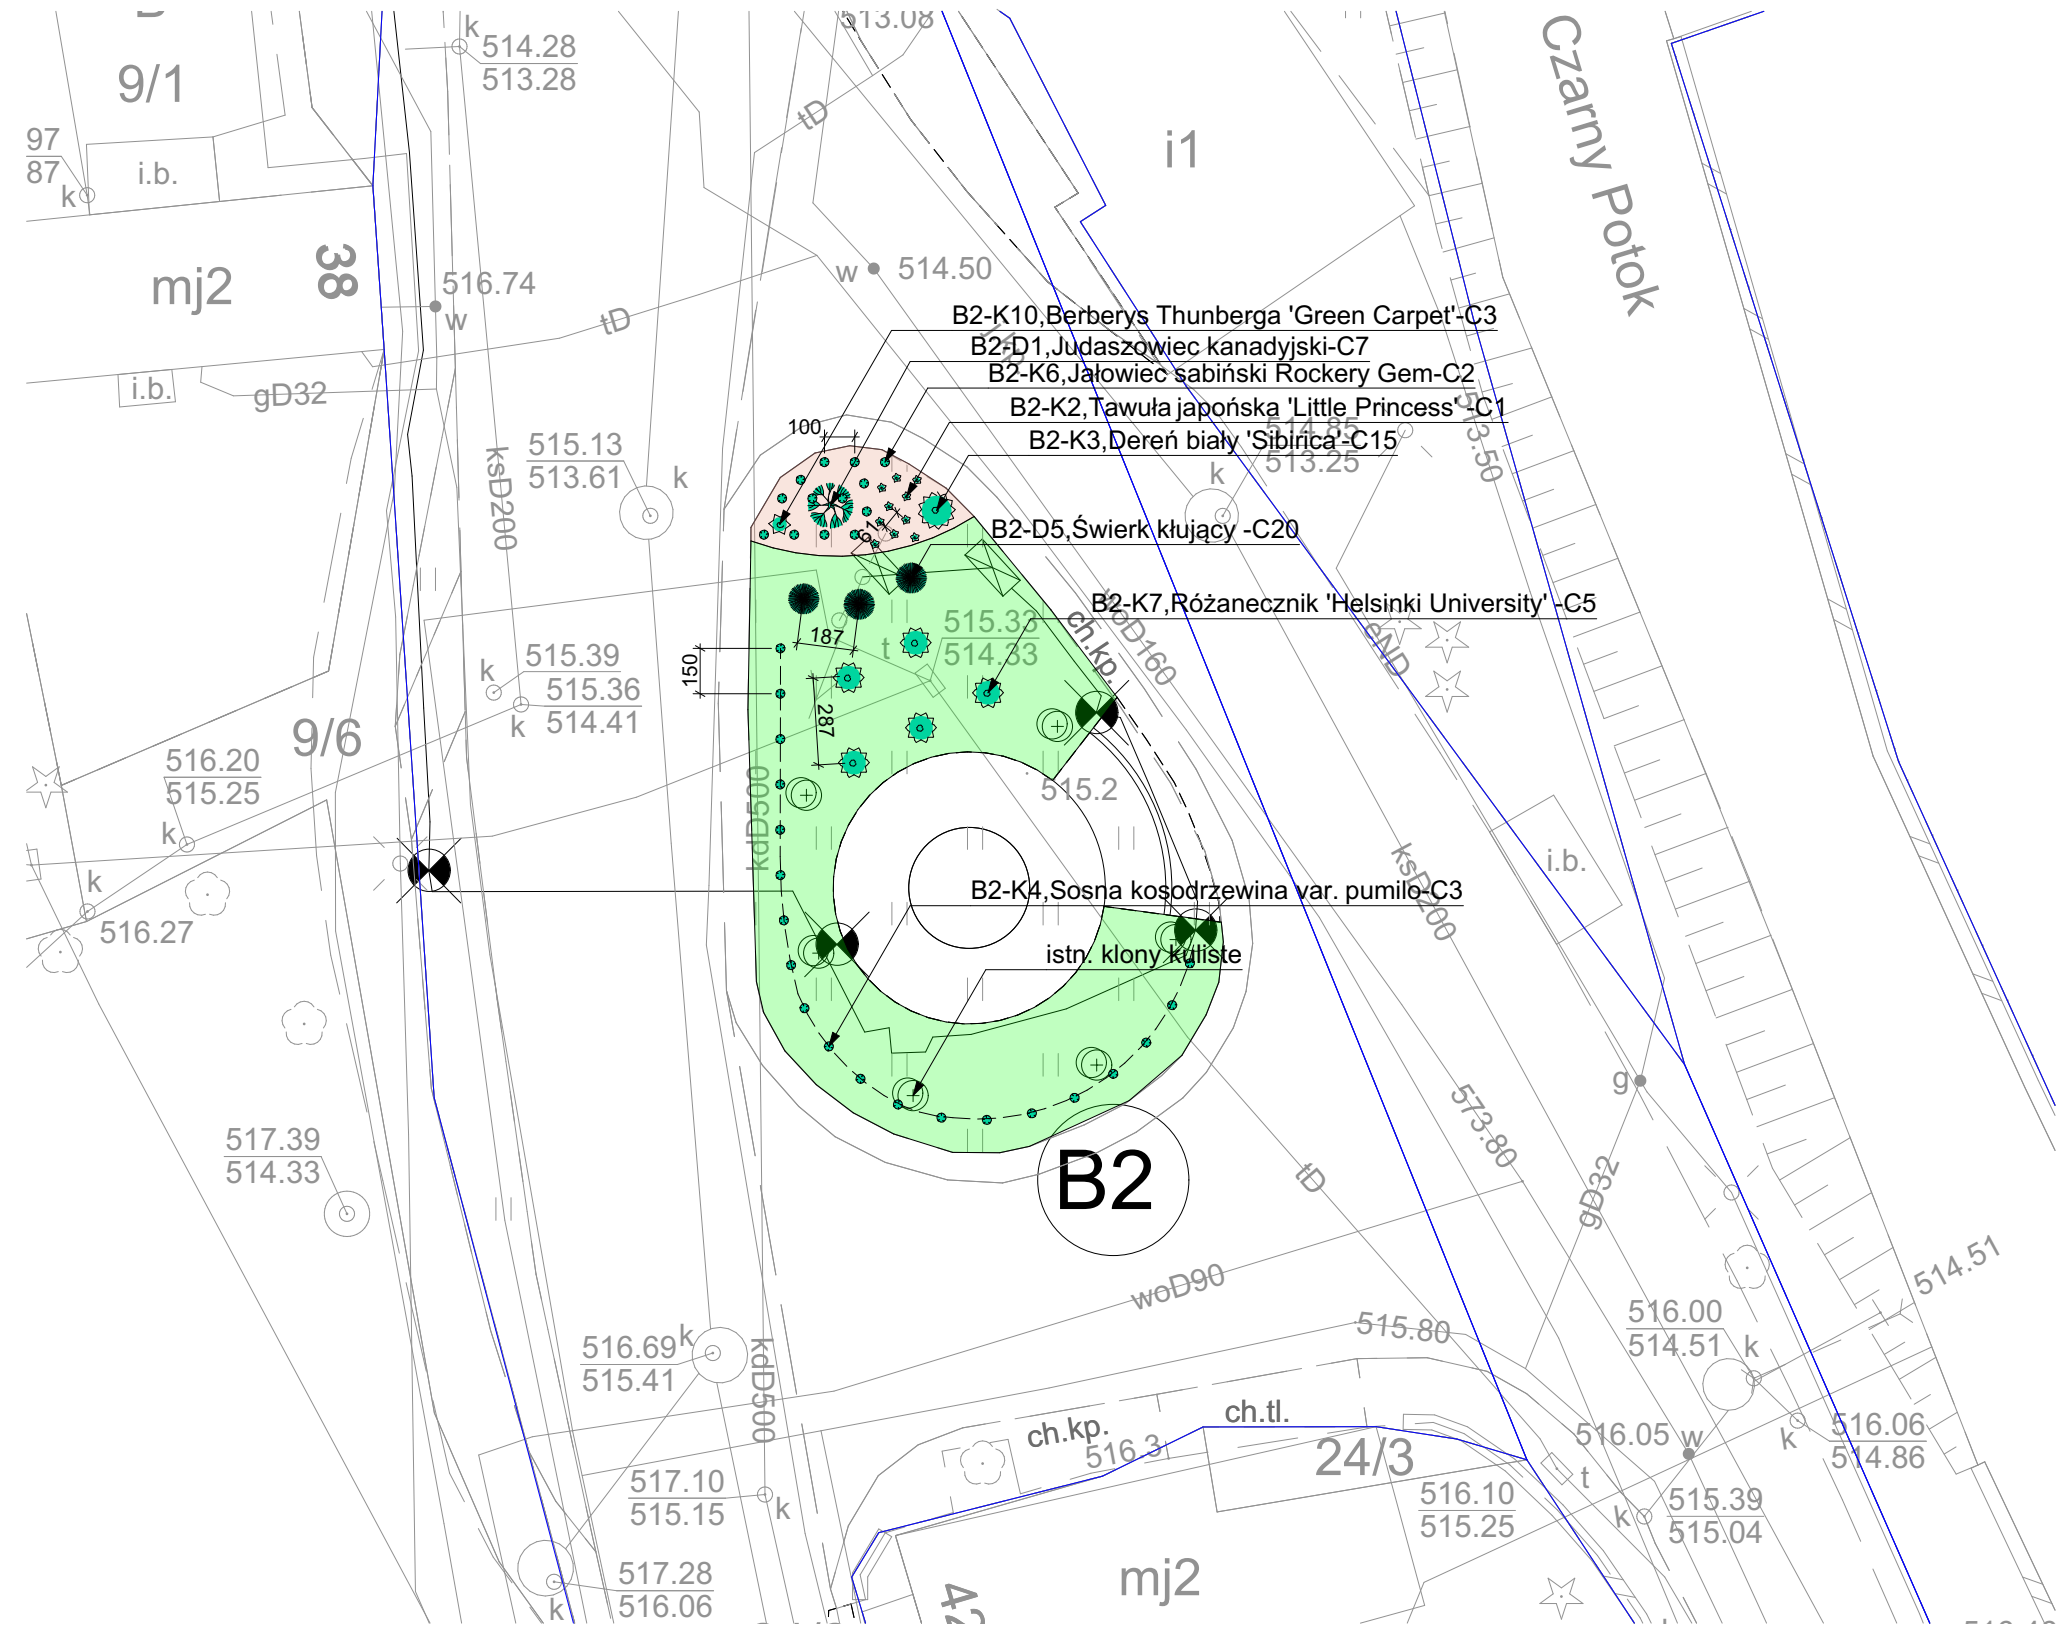 513.08
k
514.28
513.28
9/1
Czarny Potok
tD
i1
97
87
k
i.b.
38
mj2
w
514.50
516.74
w
tD
B2-K10,Berberys Thunberga 'Green Carpet'-C3
B2-D1,Judaszowiec kanadyjski-C7
B2-K6,Jałowiec sabiński Rockery Gem-C2
B2-K2,Tawuła japońska 'Little Princess' -C1
B2-K3,Dereń biały 'Sibirica'-C15
i.b.
gD32
100
514.85
513.25
513.50
515.13
513.61
k
k
ksD200
B2-D5,Świerk kłujący -C20
B2-K7,Różanecznik 'Helsinki University' -C5
woD160
ch.kp.
eND
187
t
515.33
514.33
150
515.39
k
515.36
514.41
k
287
9/6
516.20
515.25
k
kdD500
515.2
i.b.
ksD200
k
516.27
B2-K4,Sosna kosodrzewina var. pumilo-C3
istn. klony kuliste
g
573.80
517.39
514.33
B2
tD
gD32
514.51
woD90
516.00
514.51
k
515.80
516.69
515.41
k
kdD500
ch.kp.
ch.tl.
516.3
24/3
516.05
w
k
516.06
514.86
517.10
515.15
k
t
516.10
515.25
k
515.39
515.04
517.28
516.06
k
mj2